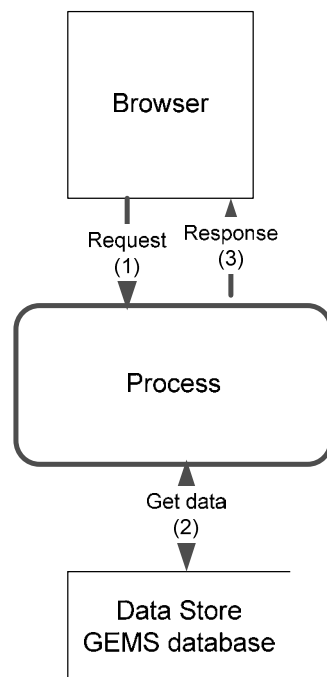 Browser
Request
(1)
Response
(3)
Process
Get data
(2)
Data Store
GEMS database